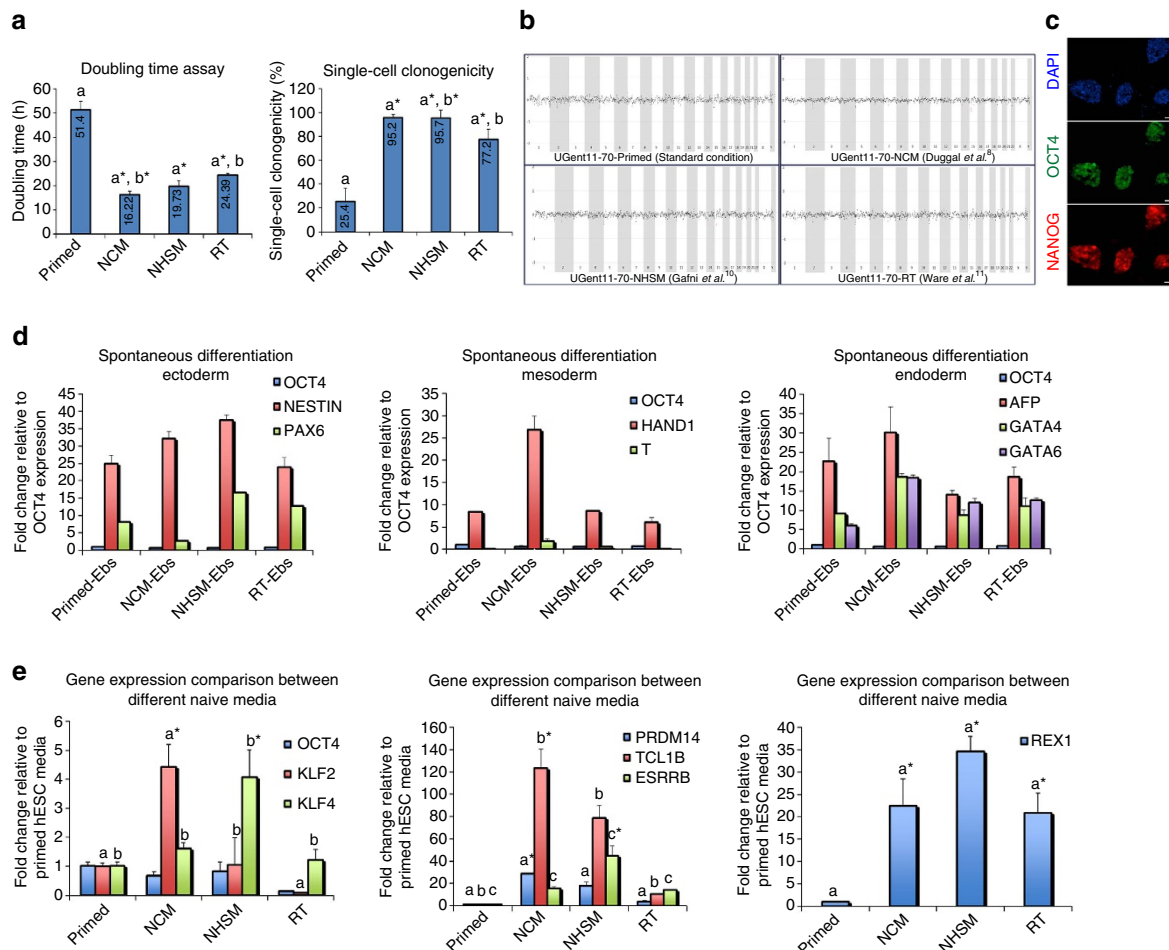 a
Doubling time assay
Doubling time (h)
60
50
40
30
20
10
0
a
a*, b*
a*
a*, b
51.4
16.22
19.73
24.39
Primed
NCM
NHSM
RT
Single-cell clonogenicity
Single-cell clonogenicity (%)
120
100
80
60
40
20
0
a
a*
a*, b*
a*, b
25.4
95.2
95.7
77.2
Primed
NCM
NHSM
RT
b
UGent11-70-Primed (Standard condition)
UGent11-70-NCM (Duggal et al.8)
UGent11-70-NHSM (Gafni et al.10)
UGent11-70-RT (Ware et al.11)
c
DAPI
OCT4
NANOG
d
Spontaneous differentiation
ectoderm
Fold change relative to
OCT4 expression
45
40
35
30
25
20
15
10
5
0
OCT4
NESTIN
PAX6
Primed-Ebs
NCM-Ebs
NHSM-Ebs
RT-Ebs
Spontaneous differentiation
mesoderm
Fold change relative to
OCT4 expression
35
30
25
20
15
10
5
0
OCT4
HAND1
T
Primed-Ebs
NCM-Ebs
NHSM-Ebs
RT-Ebs
Spontaneous differentiation
endoderm
Fold change relative to
OCT4 expression
40
35
30
25
20
15
10
5
0
OCT4
AFP
GATA4
GATA6
Primed-Ebs
NCM-Ebs
NHSM-Ebs
RT-Ebs
e
Gene expression comparison between
different naive media
Fold change relative to
primed hESC media
6
5
4
3
2
1
0
OCT4
KLF2
KLF4
a b
a*
b
b
b*
a
b
Primed
NCM
NHSM
RT
Gene expression comparison between
different naive media
Fold change relative to
primed hESC media
160
140
120
100
80
60
40
20
0
PRDM14
TCL1B
ESRRB
a b c
a*
b*
c
a
b
c*
a b c
Primed
NCM
NHSM
RT
Gene expression comparison between
different naive media
Fold change relative to
primed hESC media
40
35
30
25
20
15
10
5
0
REX1
a
a*
a*
a*
Primed
NCM
NHSM
RT